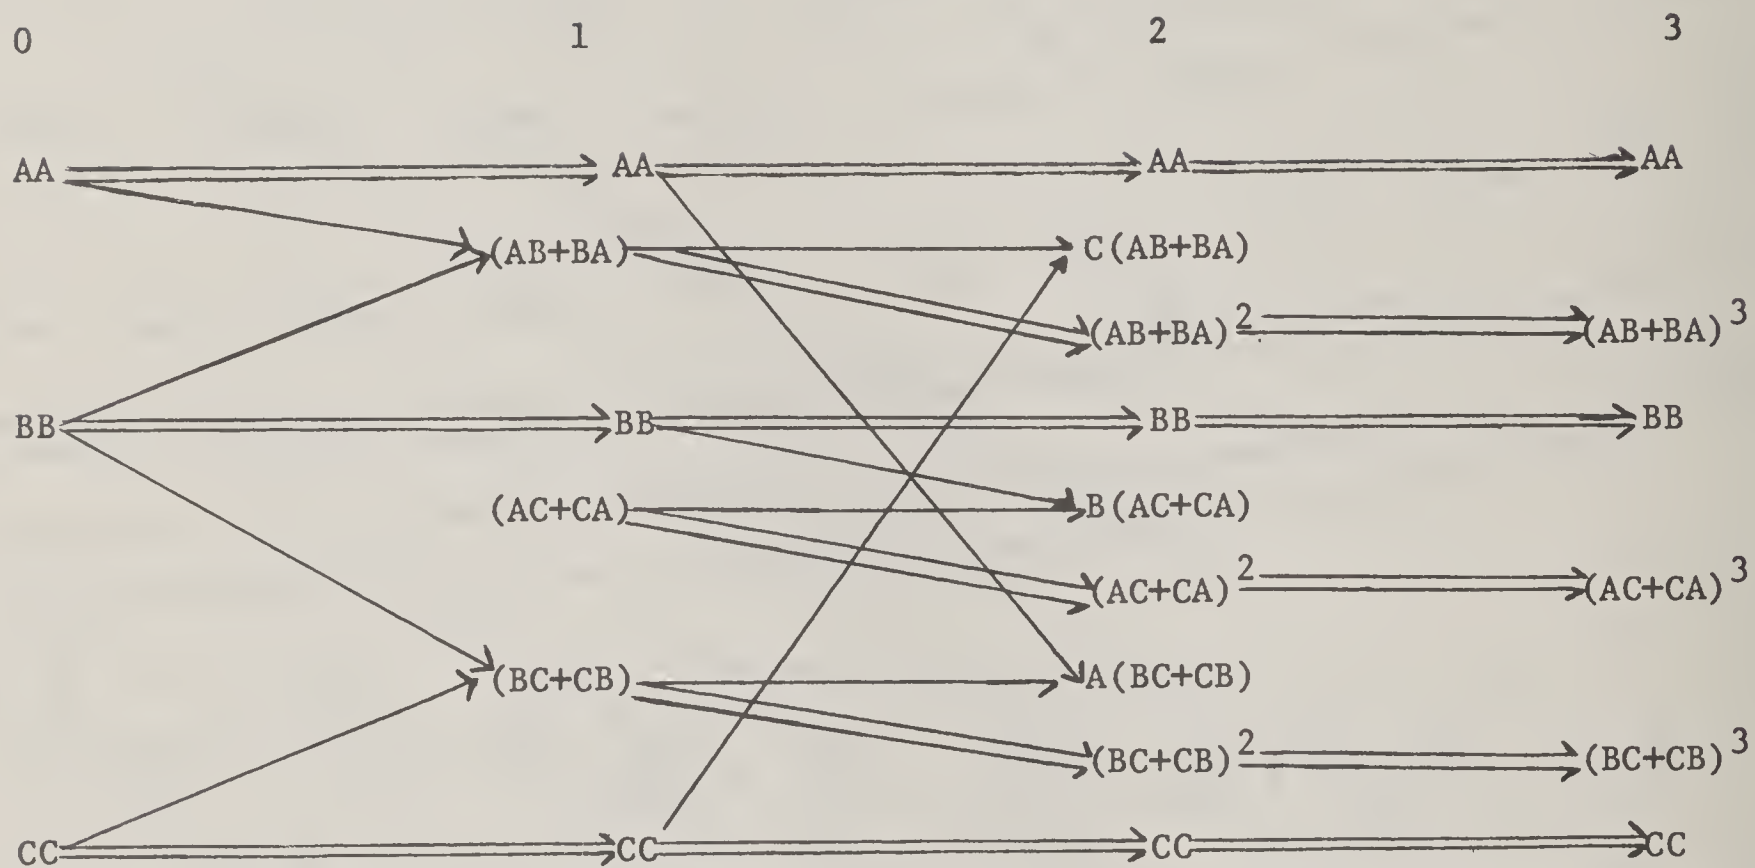 0 1 2 3
AA AA AA AA
(AB+BA) C(AB+BA)
(AB+BA)² (AB+BA)³
BB BB BB BB
(AC+CA) B(AC+CA)
(AC+CA)² (AC+CA)³
(BC+CB) A(BC+CB)
(BC+CB)² (BC+CB)³
CC CC CC CC